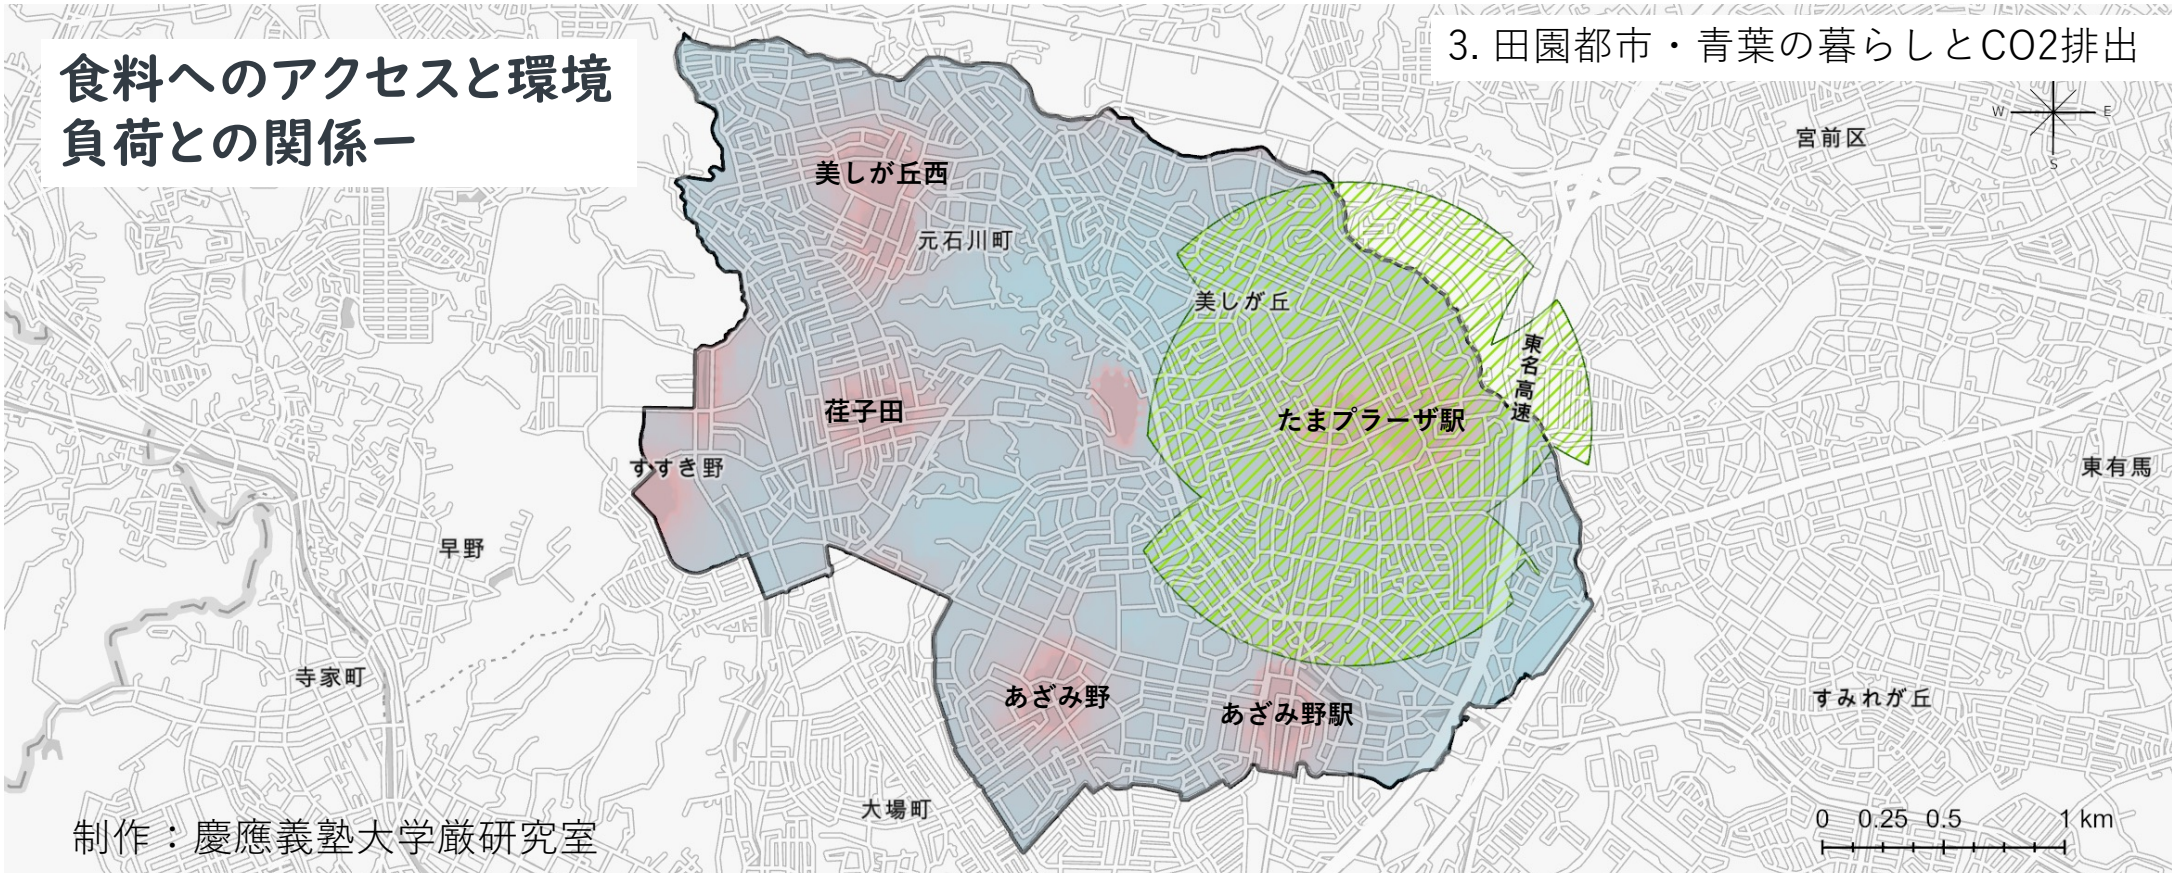 3. 田園都市・青葉の暮らしとCO2排出
食料へのアクセスと環境
負荷との関係ー
W
E
S
宮前区
美しが丘西
元石川町
美しが丘
東名高速
荏子田
たまプラーザ駅
すすき野
東有馬
早野
寺家町
あざみ野
あざみ野駅
すみれが丘
大場町
制作：慶應義塾大学厳研究室
0 0.25 0.5 1 km